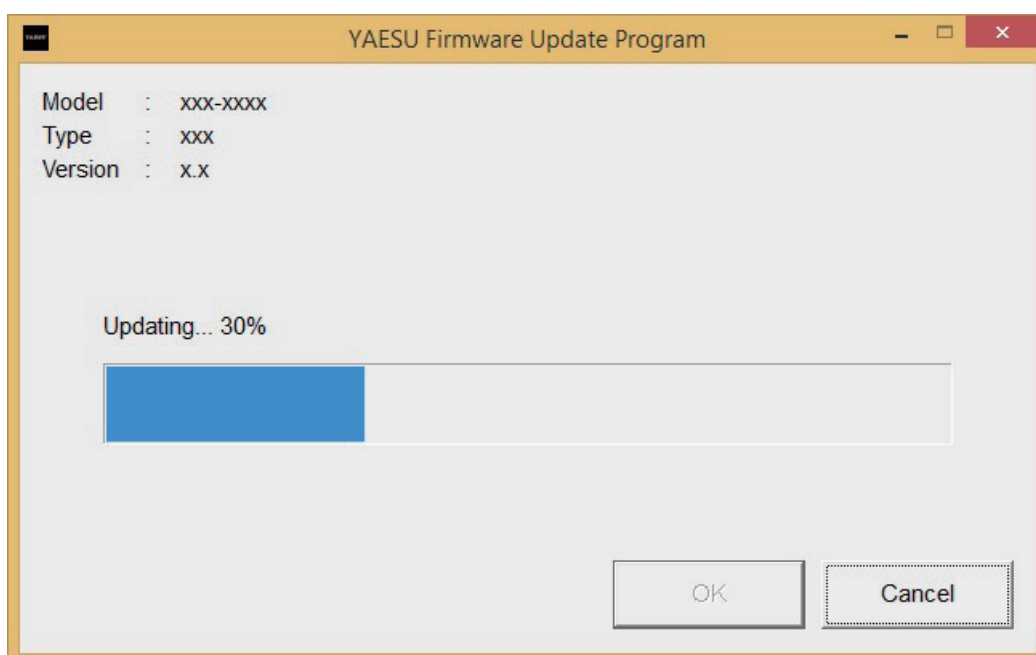 YAESU Firmware Update Program
Model : xxx-xxxx
Type : xxx
Version : x.x
Updating... 30%
OK Cancel